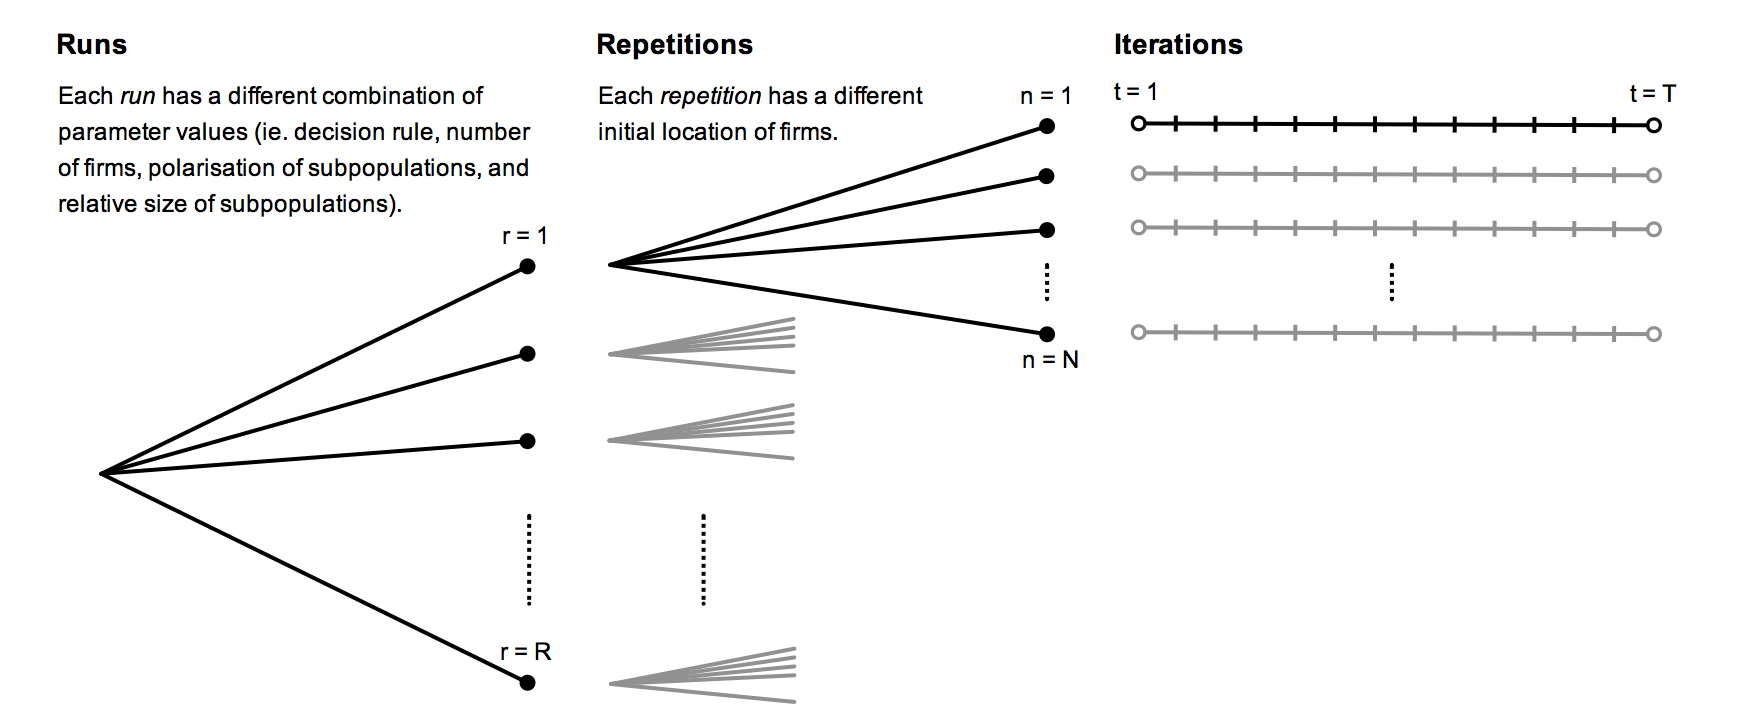 Runs
Each run has a different combination of
parameter values (ie. decision rule, number
of firms, polarisation of subpopulations, and
relative size of subpopulations).
r = 1
r = R
Repetitions
Each repetition has a different
initial location of firms.
n = 1
n = N
Iterations
t = 1
t = T